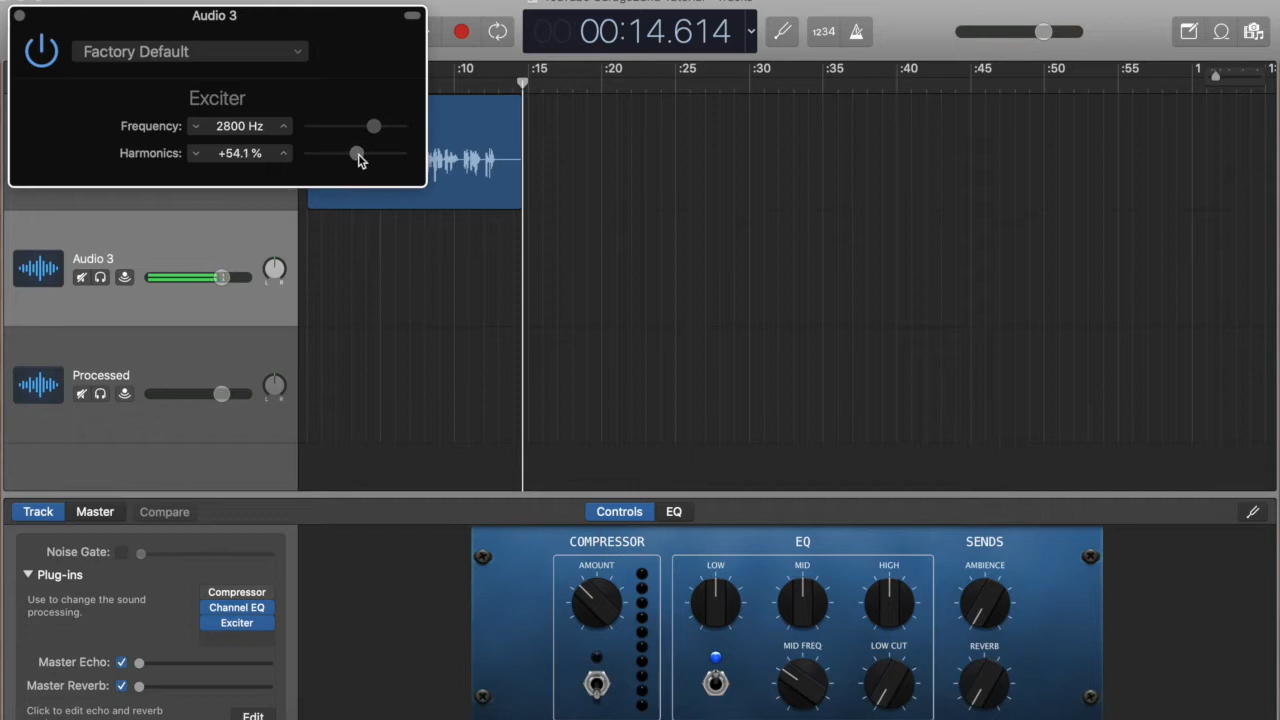 Audio 3
Factory Default
Exciter
Frequency: 2800 Hz
Harmonics: +54.1 %
00:14.614
1234
:10 :15 :20 :25 :30 :35 :40 :45 :50 :55 1
Audio 3
L R
Processed
L R
Track Master Compare
Controls EQ
Noise Gate:
Plug-ins
Use to change the sound
processing.
Compressor
Channel EQ
Exciter
Master Echo:
Master Reverb:
Click to edit echo and reverb
Edit
COMPRESSOR EQ SENDS
AMOUNT LOW MID HIGH AMBIENCE
MID FREQ LOW CUT REVERB